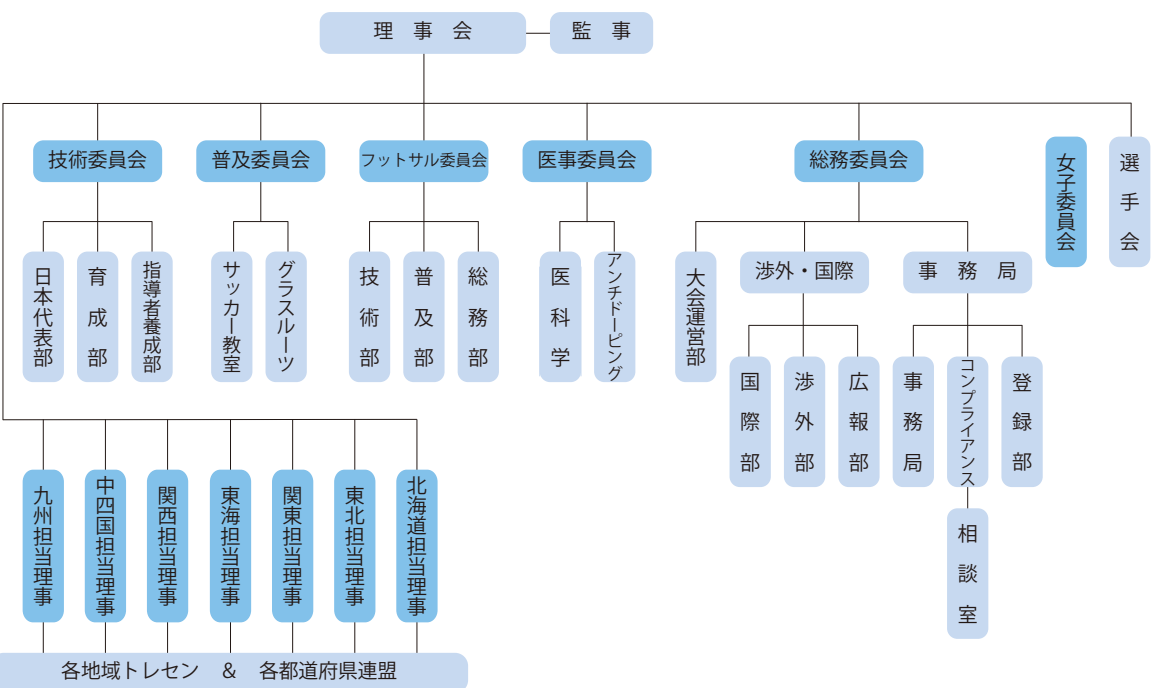 理事会
監事
技術委員会
普及委員会
フットサル委員会
医事委員会
総務委員会
女子委員会
選手会
日本代表部
育成部
指導者養成部
サッカー教室
グラスルーツ
技術部
普及部
総務部
医科学
アンチドーピング
大会運営部
渉外・国際
事務局
国際部
渉外部
広報部
事務局
コンプライアンス
登録部
相談室
九州担当理事
中四国担当理事
関西担当理事
東海担当理事
関東担当理事
東北担当理事
北海道担当理事
各地域トレセン ＆ 各都道府県連盟